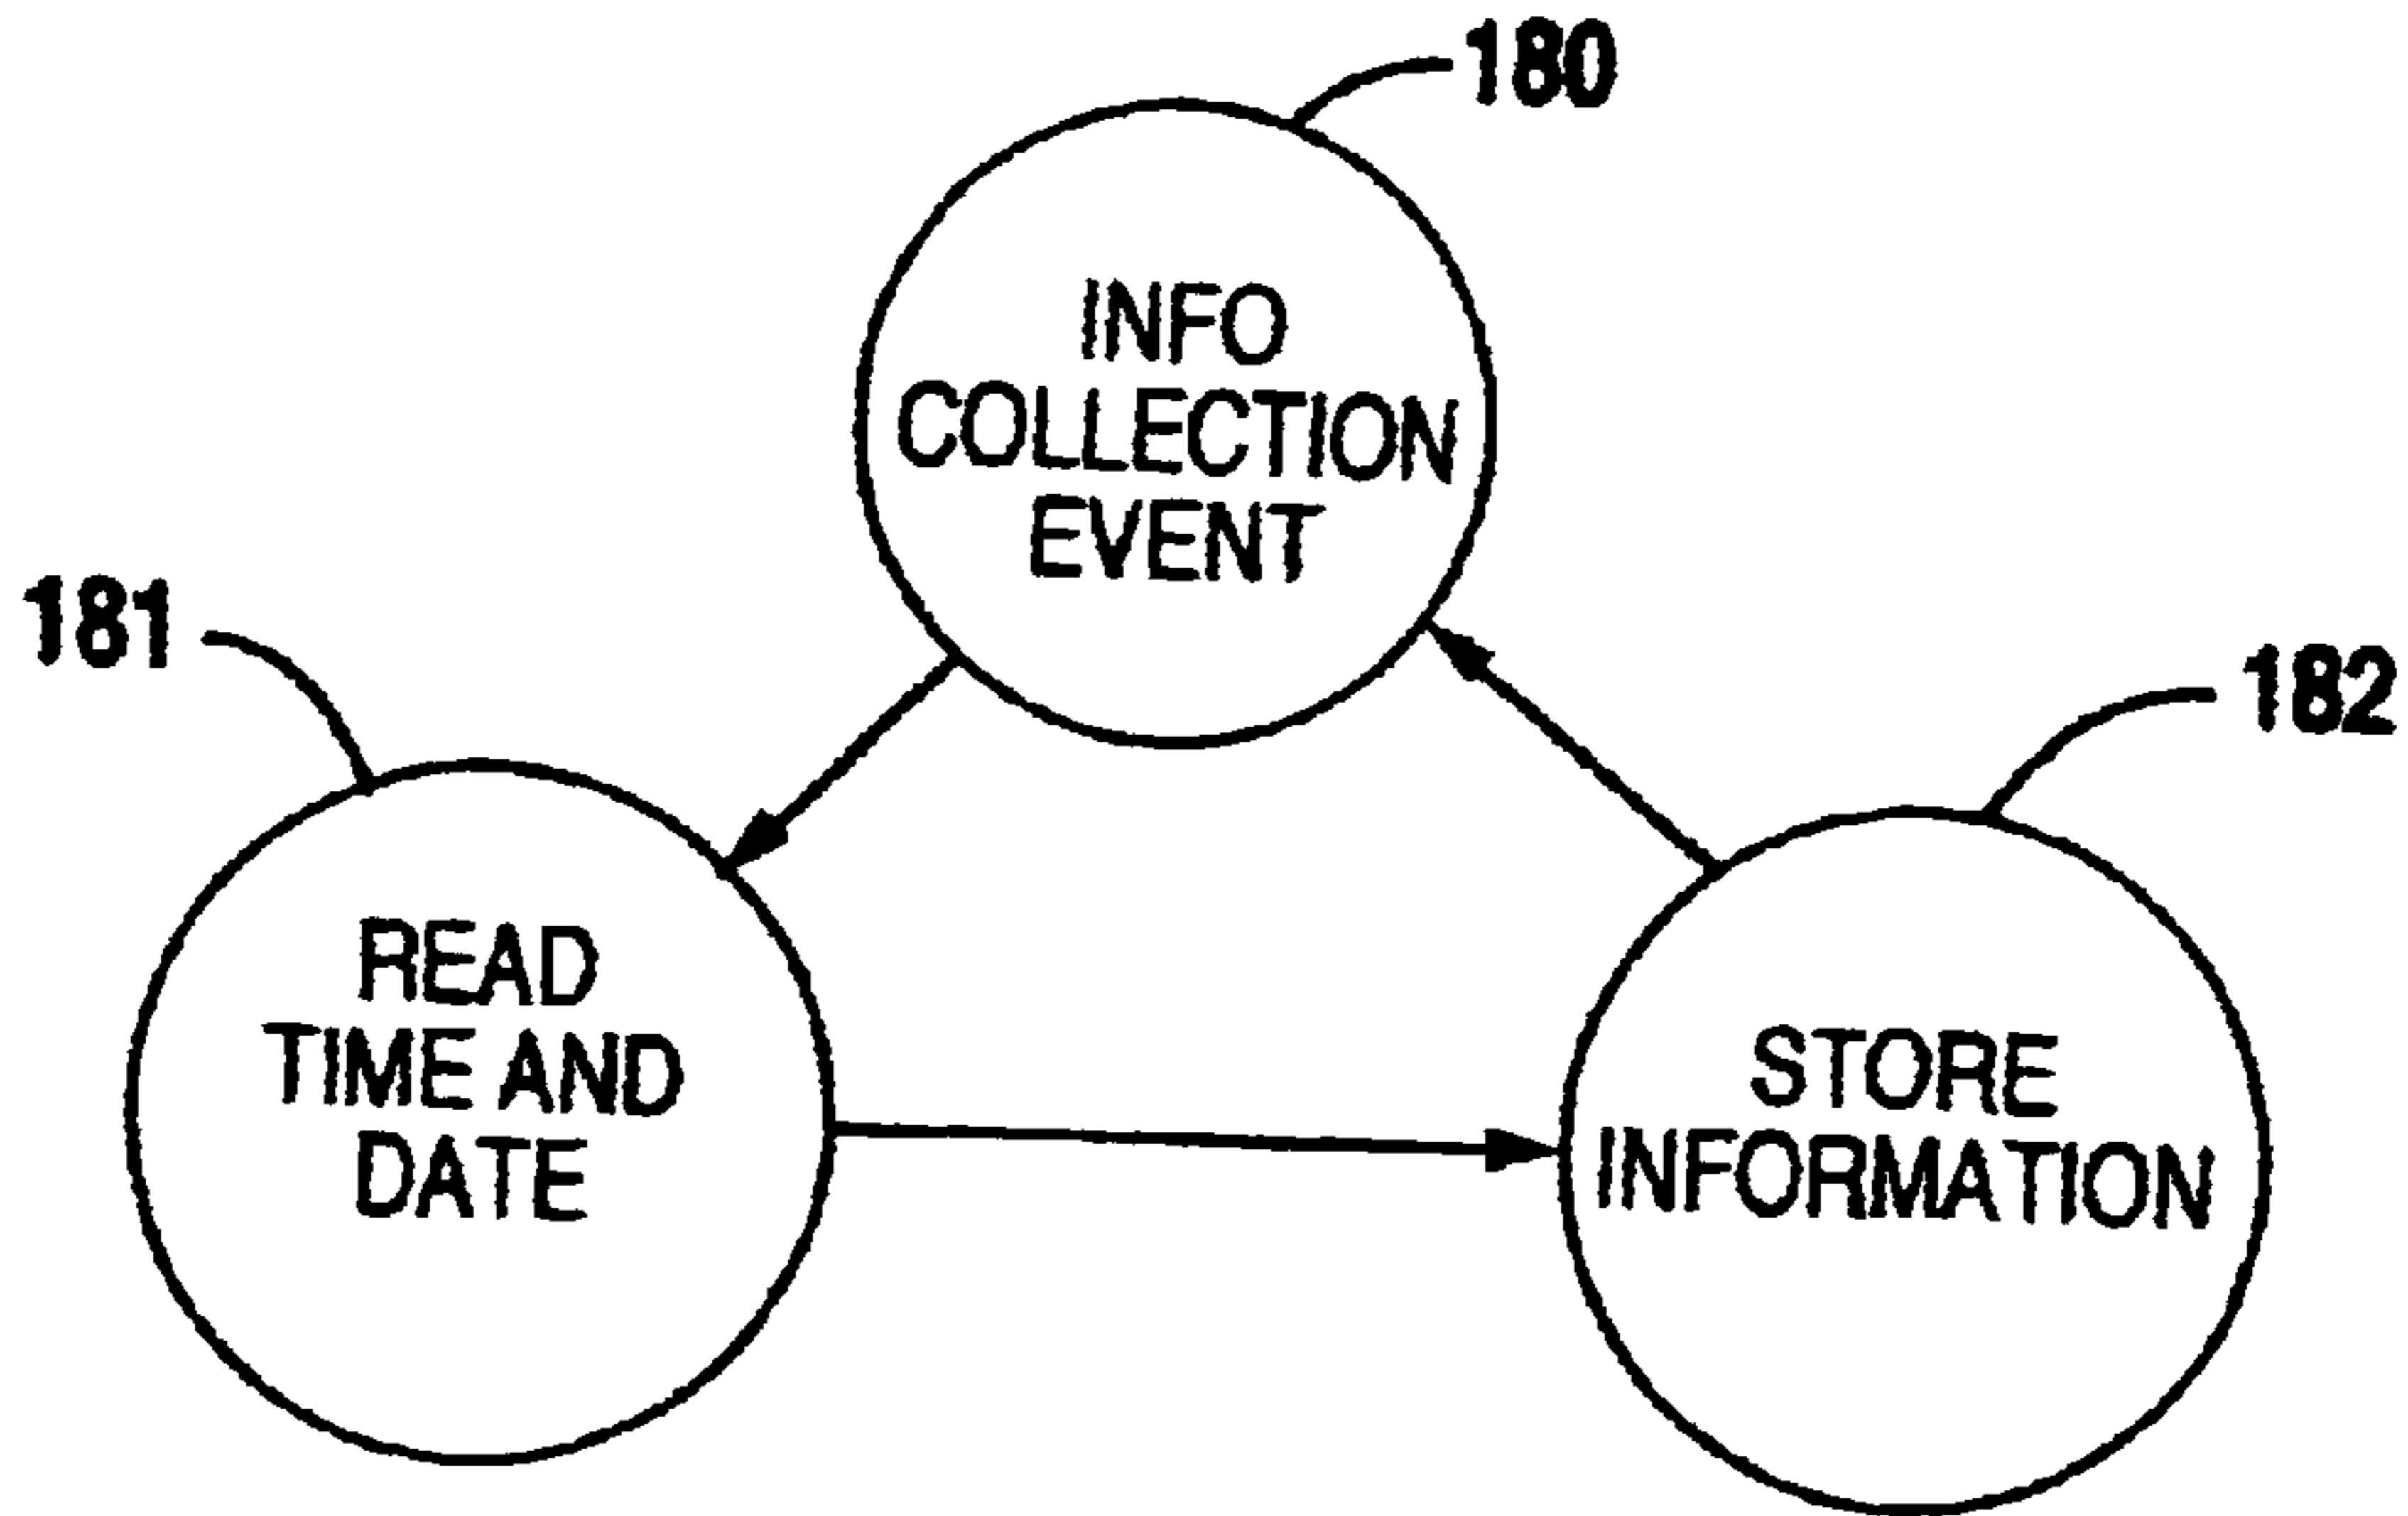 180
INFO
COLLECTION
EVENT
181
182
READ
TIME AND
DATE
STORE
INFORMATION